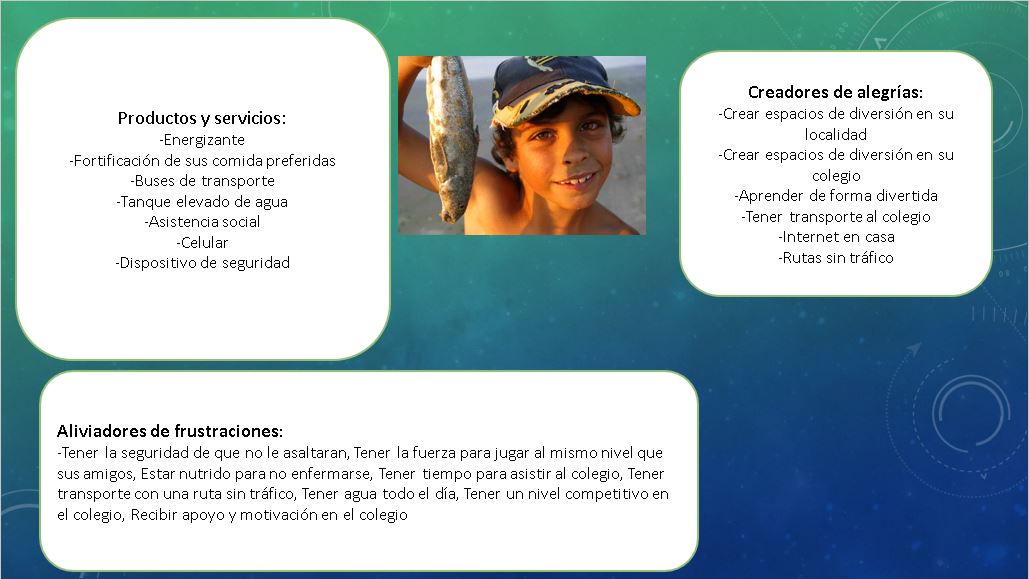 Productos y servicios:
-Energizante
-Fortificación de sus comida preferidas
-Buses de transporte
-Tanque elevado de agua
-Asistencia social
-Celular
-Dispositivo de seguridad
Creadores de alegrías:
-Crear espacios de diversión en su
localidad
-Crear espacios de diversión en su
colegio
-Aprender de forma divertida
-Tener transporte al colegio
-Internet en casa
-Rutas sin tráfico
Aliviadores de frustraciones:
-Tener la seguridad de que no le asaltaran, Tener la fuerza para jugar al mismo nivel que
sus amigos, Estar nutrido para no enfermarse, Tener tiempo para asistir al colegio, Tener
transporte con una ruta sin tráfico, Tener agua todo el día, Tener un nivel competitivo en
el colegio, Recibir apoyo y motivación en el colegio